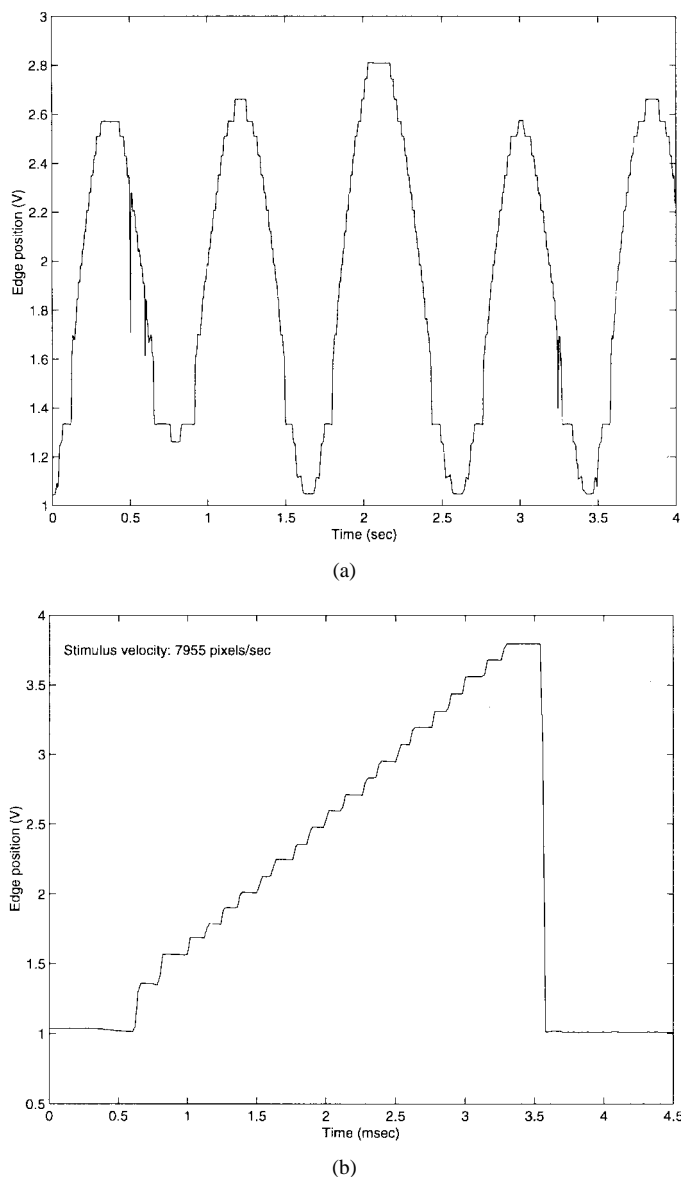 3
2.8
2.6
2.4
2.2
2
1.8
1.6
1.4
1.2
1
Edge position (V)
0 0.5 1 1.5 2 2.5 3 3.5 4
Time (sec)
(a)
4
3.5
3
2.5
2
1.5
1
0.5
Edge position (V)
Stimulus velocity: 7955 pixels/sec
0 0.5 1 1.5 2 2.5 3 3.5 4 4.5
Time (msec)
(b)